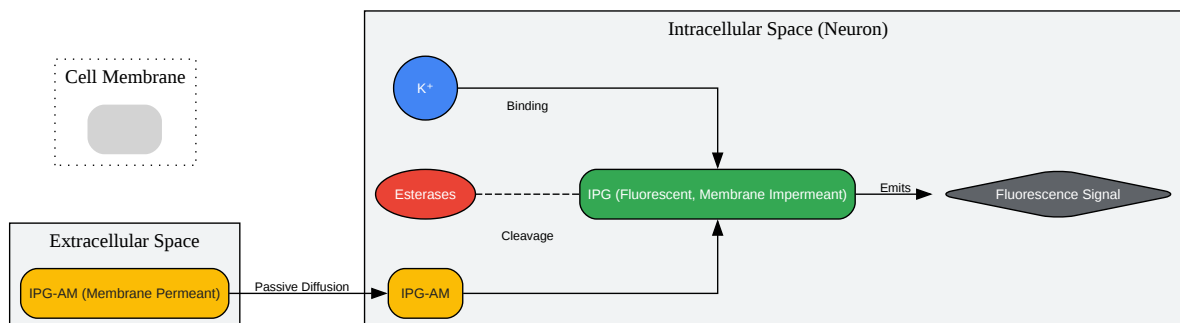 Intracellular Space (Neuron)
Cell Membrane
K⁺
Binding
Esterases
IPG (Fluorescent, Membrane Impermeant)
Emits
Fluorescence Signal
Cleavage
Extracellular Space
IPG-AM (Membrane Permeant)
Passive Diffusion
IPG-AM